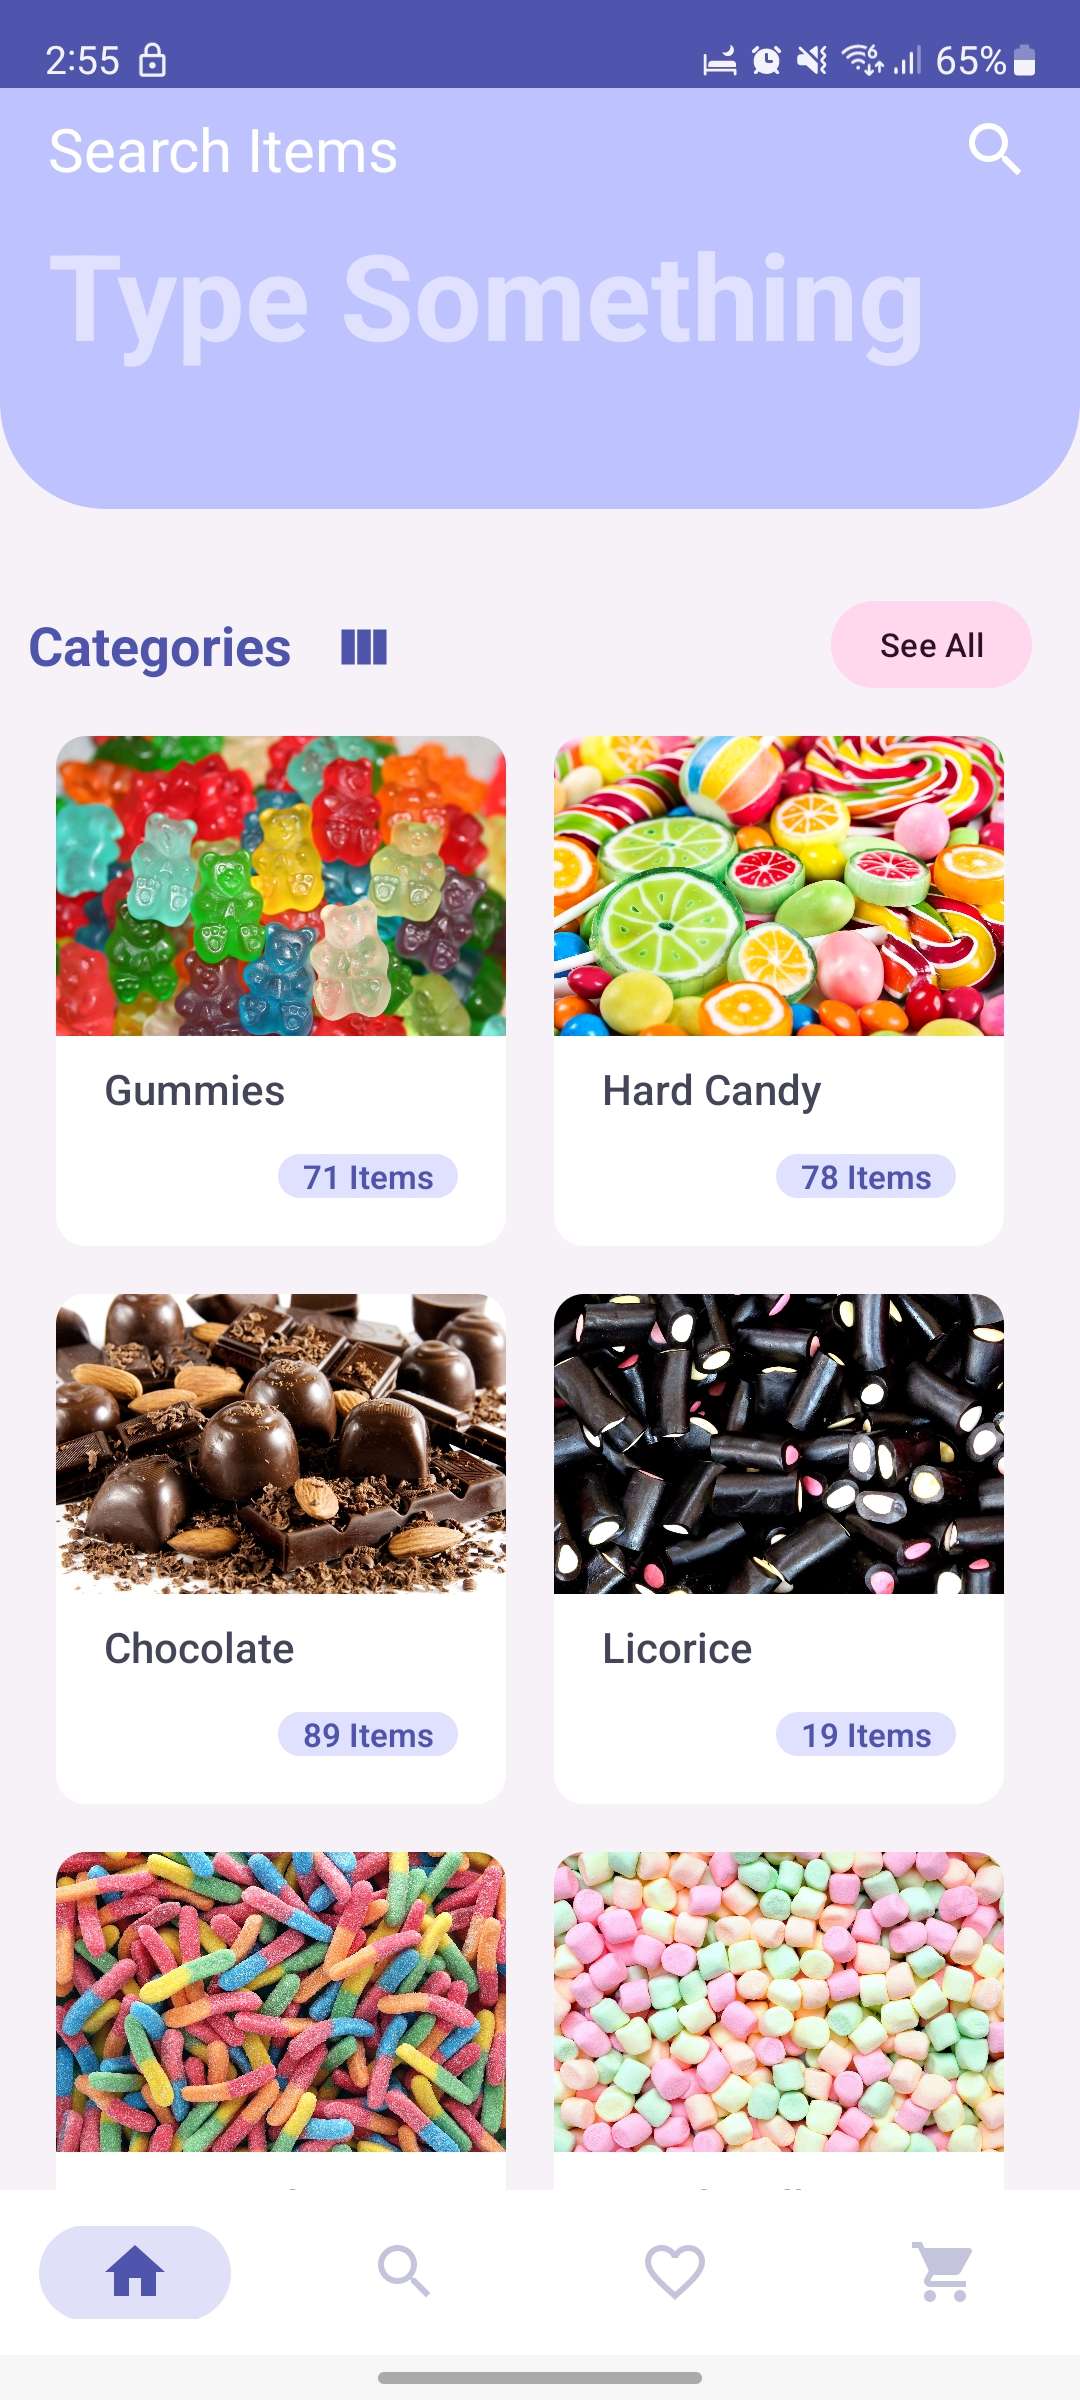 2:55
65%
Search Items
Type Something
Categories
See All
Gummies
71 Items
Hard Candy
78 Items
Chocolate
89 Items
Licorice
19 Items